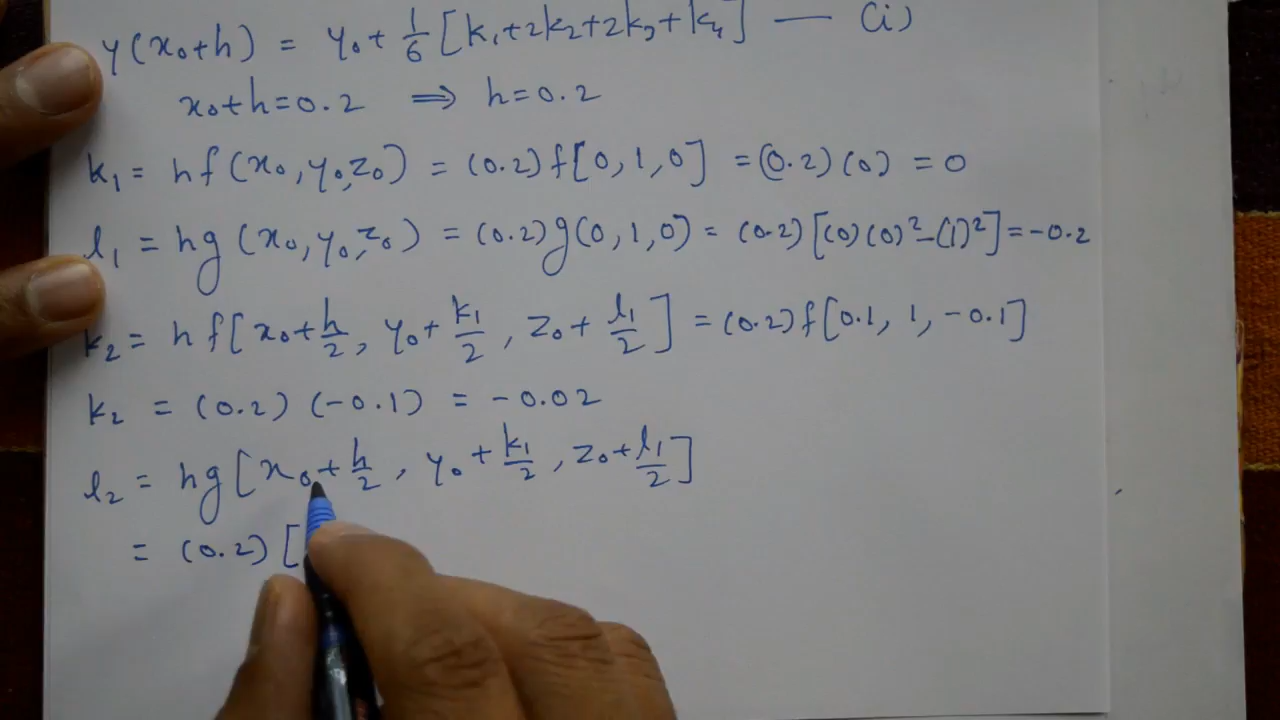 y(x₀+h) = y₀ + 1/6 [k₁+2k₂+2k₃+k₄] — (i)
x₀+h=0.2 ⟹ h=0.2
k₁ = hf(x₀,y₀,z₀) = (0.2) f[0,1,0] = (0.2)(0) = 0
l₁ = hg(x₀,y₀,z₀) = (0.2)g(0,1,0) = (0.2)[(0)(0)²-(1)²]=-0.2
k₂ = hf[x₀+h/2, y₀+k₁/2, z₀+l₁/2] = (0.2)f[0.1, 1, -0.1]
k₂ = (0.2) (-0.1) = -0.02
l₂ = hg[x₀+h/2, y₀+k₁/2, z₀+l₁/2]
= (0.2) [